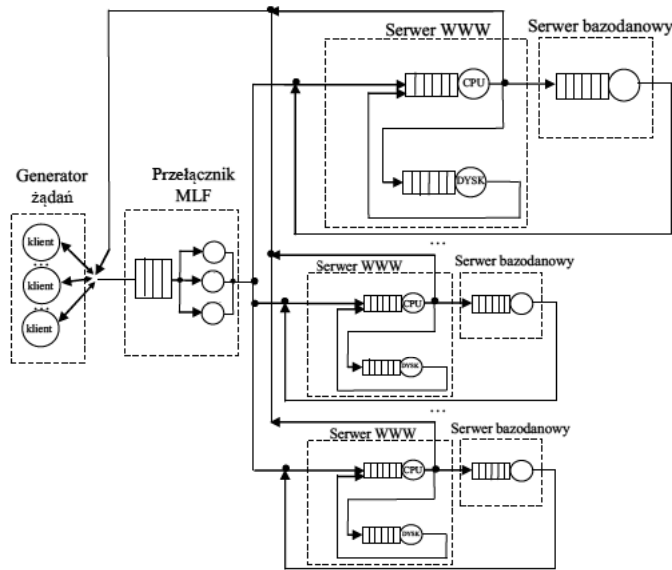 Serwer WWW
Serwer bazodanowy
CPU
DYSK
Generator
żądań
Przełącznik
MLF
klient
...
klient
...
klient
...
Serwer WWW
Serwer bazodanowy
CPU
DYSK
...
Serwer WWW
Serwer bazodanowy
CPU
DYSK